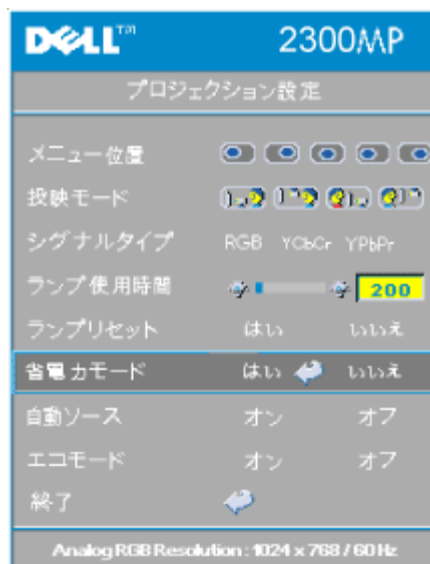 DELL™ 2300MP
プロジェクション設定
メニュー位置
投映モード
シグナルタイプ RGB YCbCr YPbPr
ランプ使用時間 200
ランプリセット はい いいえ
省電力モード はい いいえ
自動ソース オン オフ
エコモード オン オフ
終了
Analog RGB Resolution : 1024 x 768 / 60 Hz